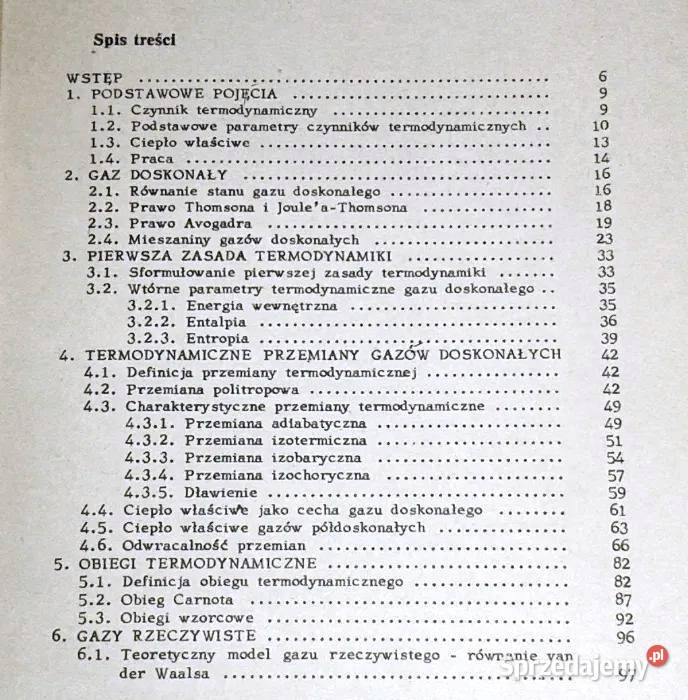 Spis treści
WSTĘP ........................................ 6
1. PODSTAWOWE POJĘCIA ........................ 9
1.1. Czynnik termodynamiczny ................ 9
1.2. Podstawowe parametry czynników termodynamicznych .. 10
1.3. Ciepło właściwe ........................ 13
1.4. Praca .................................. 14
2. GAZ DOSKONAŁY ............................. 16
2.1. Równanie stanu gazu doskonałego ........ 16
2.2. Prawo Thomsona i Joule'a-Thomsona ...... 18
2.3. Prawo Avogadra ......................... 19
2.4. Mieszaniny gazów doskonałych ........... 23
3. PIERWSZA ZASADA TERMODYNAMIKI ............. 33
3.1. Sformułowanie pierwszej zasady termodynamiki ....... 33
3.2. Wtórne parametry termodynamiczne gazu doskonałego .. 35
3.2.1. Energia wewnętrzna ................... 35
3.2.2. Entalpia ............................. 36
3.2.3. Entropia ............................. 39
4. TERMODYNAMICZNE PRZEMIANY GAZÓW DOSKONAŁYCH 42
4.1. Definicja przemiany termodynamicznej ... 42
4.2. Przemiana politropowa .................. 42
4.3. Charakterystyczne przemiany termodynamiczne ....... 49
4.3.1. Przemiana adiabatyczna ............... 49
4.3.2. Przemiana izotermiczna ............... 51
4.3.3. Przemiana izobaryczna ................ 54
4.3.4. Przemiana izochoryczna ............... 57
4.3.5. Dławienie ............................ 59
4.4. Ciepło właściwe jako cecha gazu doskonałego ....... 61
4.5. Ciepło właściwe gazów półdoskonałych ... 63
4.6. Odwracalność przemian .................. 66
5. OBIEGI TERMODYNAMICZNE .................... 82
5.1. Definicja obiegu termodynamicznego ..... 82
5.2. Obieg Carnota .......................... 87
5.3. Obiegi wzorcowe ........................ 92
6. GAZY RZECZYWISTE .......................... 96
6.1. Teoretyczny model gazu rzeczywistego - równanie van
der Waalsa .................................. 97
Sprzedajemy.pl